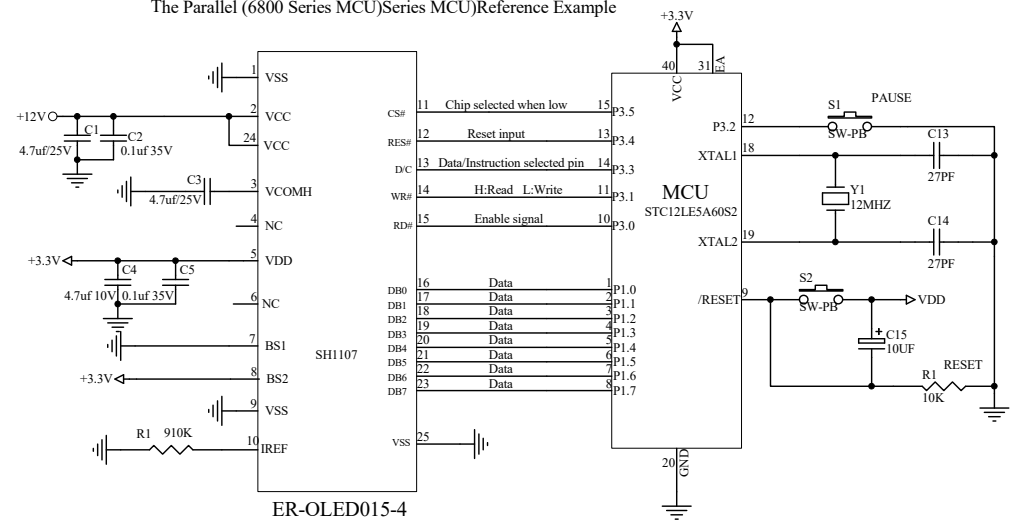 The Parallel (6800 Series MCU)Series MCU)Reference Example
+3.3V
40 31
VCC
EA
1 VSS
+12V
2 VCC
24 VCC
C1
4.7uf/25V
C2
0.1uf 35V
C3
4.7uf/25V
3 VCOMH
4 NC
+3.3V
5 VDD
C4
4.7uf 10V
C5
0.1uf 35V
6 NC
7 BS1
+3.3V
8 BS2
9 VSS
R1 910K
10 IREF
SH1107
ER-OLED015-4
CS# 11 Chip selected when low 15 P3.5
RES# 12 Reset input 13 P3.4
D/C 13 Data/Instruction selected pin 14 P3.3
WR# 14 H:Read L:Write 11 P3.1
RD# 15 Enable signal 10 P3.0
DB0 16 Data 1 P1.0
DB1 17 Data 2 P1.1
DB2 18 Data 3 P1.2
DB3 19 Data 4 P1.3
DB4 20 Data 5 P1.4
DB5 21 Data 6 P1.5
DB6 22 Data 7 P1.6
DB7 23 Data 8 P1.7
VSS 25
MCU
STC12LE5A60S2
P3.2 12
XTAL1 18
XTAL2 19
/RESET 9
20 GND
S1 PAUSE
SW-PB
C13
27PF
Y1
12MHZ
C14
27PF
S2
SW-PB
VDD
C15
10UF
+
R1 RESET
10K